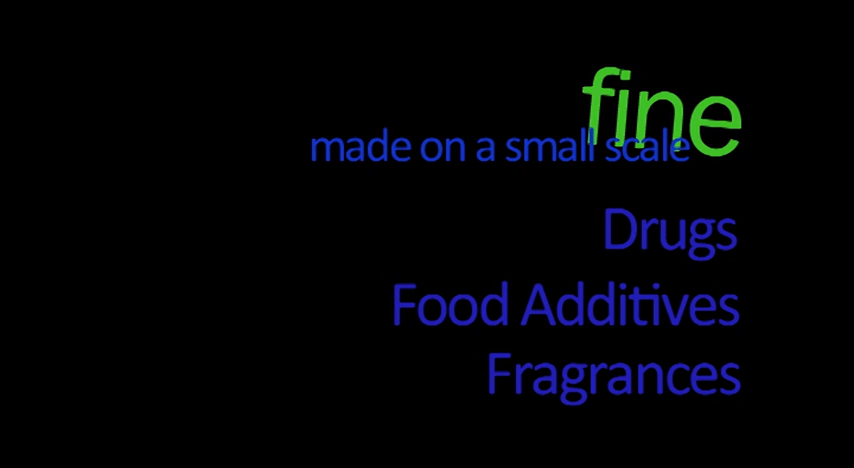 fine
made on a small scale
Drugs
Food Additives
Fragrances